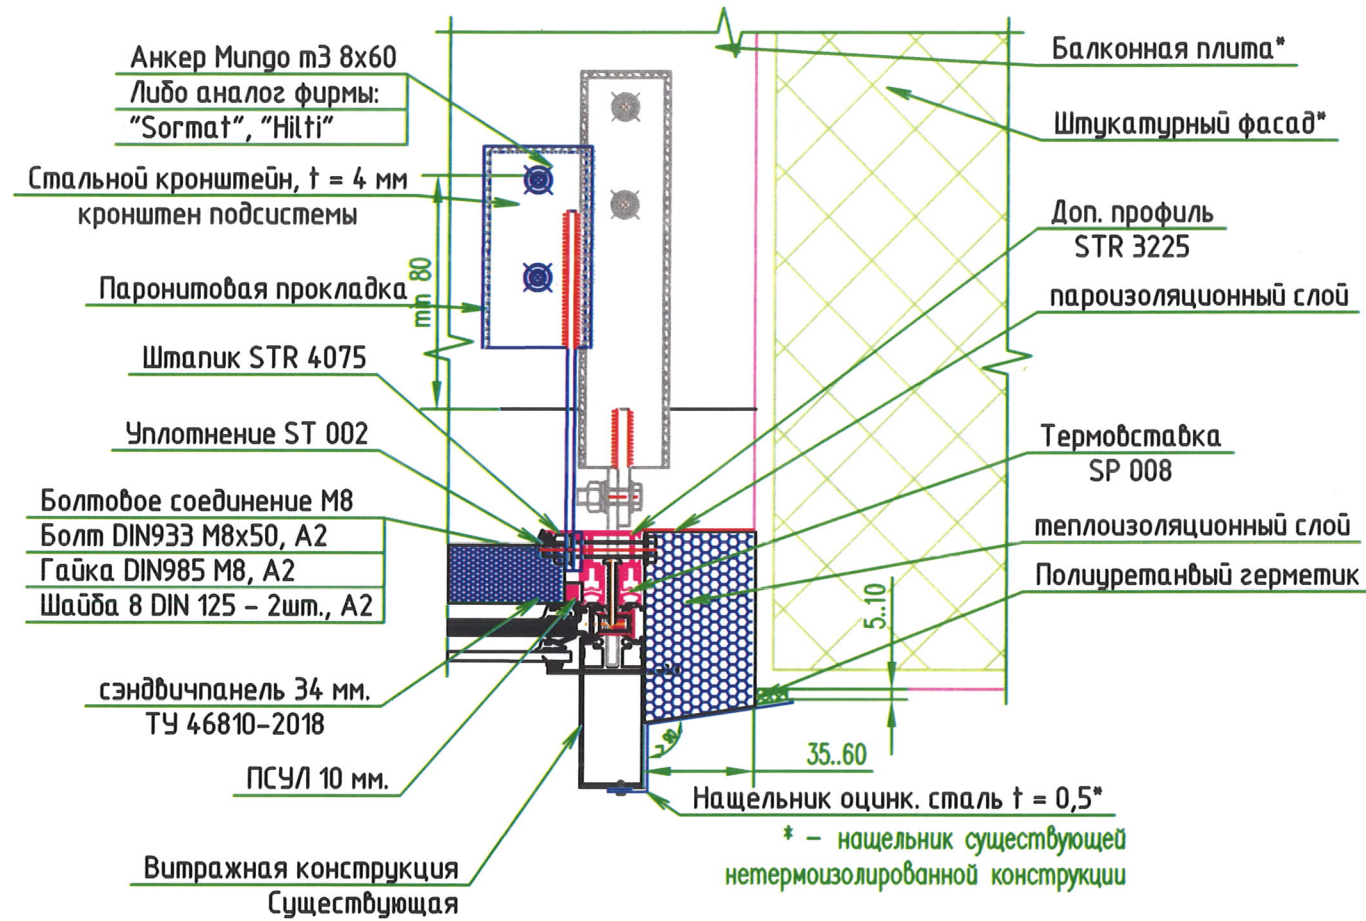 Анкер Mungo m3 8x60
Либо аналог фирмы:
"Sormat", "Hilti"
Стальной кронштейн, t = 4 мм
кронштен подсистемы
Паронитовая прокладка
min 80
Штапик STR 4075
Уплотнение ST 002
Болтовое соединение М8
Болт DIN933 М8х50, А2
Гайка DIN985 М8, А2
Шайба 8 DIN 125 – 2шт., А2
сэндвичпанель 34 мм.
ТУ 46810–2018
ПСУЛ 10 мм.
Витражная конструкция
Существующая
Балконная плита*
Штукатурный фасад*
Доп. профиль
STR 3225
пароизоляционный слой
Термовставка
SP 008
теплоизоляционный слой
Полиуретанвый герметик
5..10
> 90
35..60
Нащельник оцинк. сталь t = 0,5*
* – нащельник существующей
нетермоизолированной конструкции